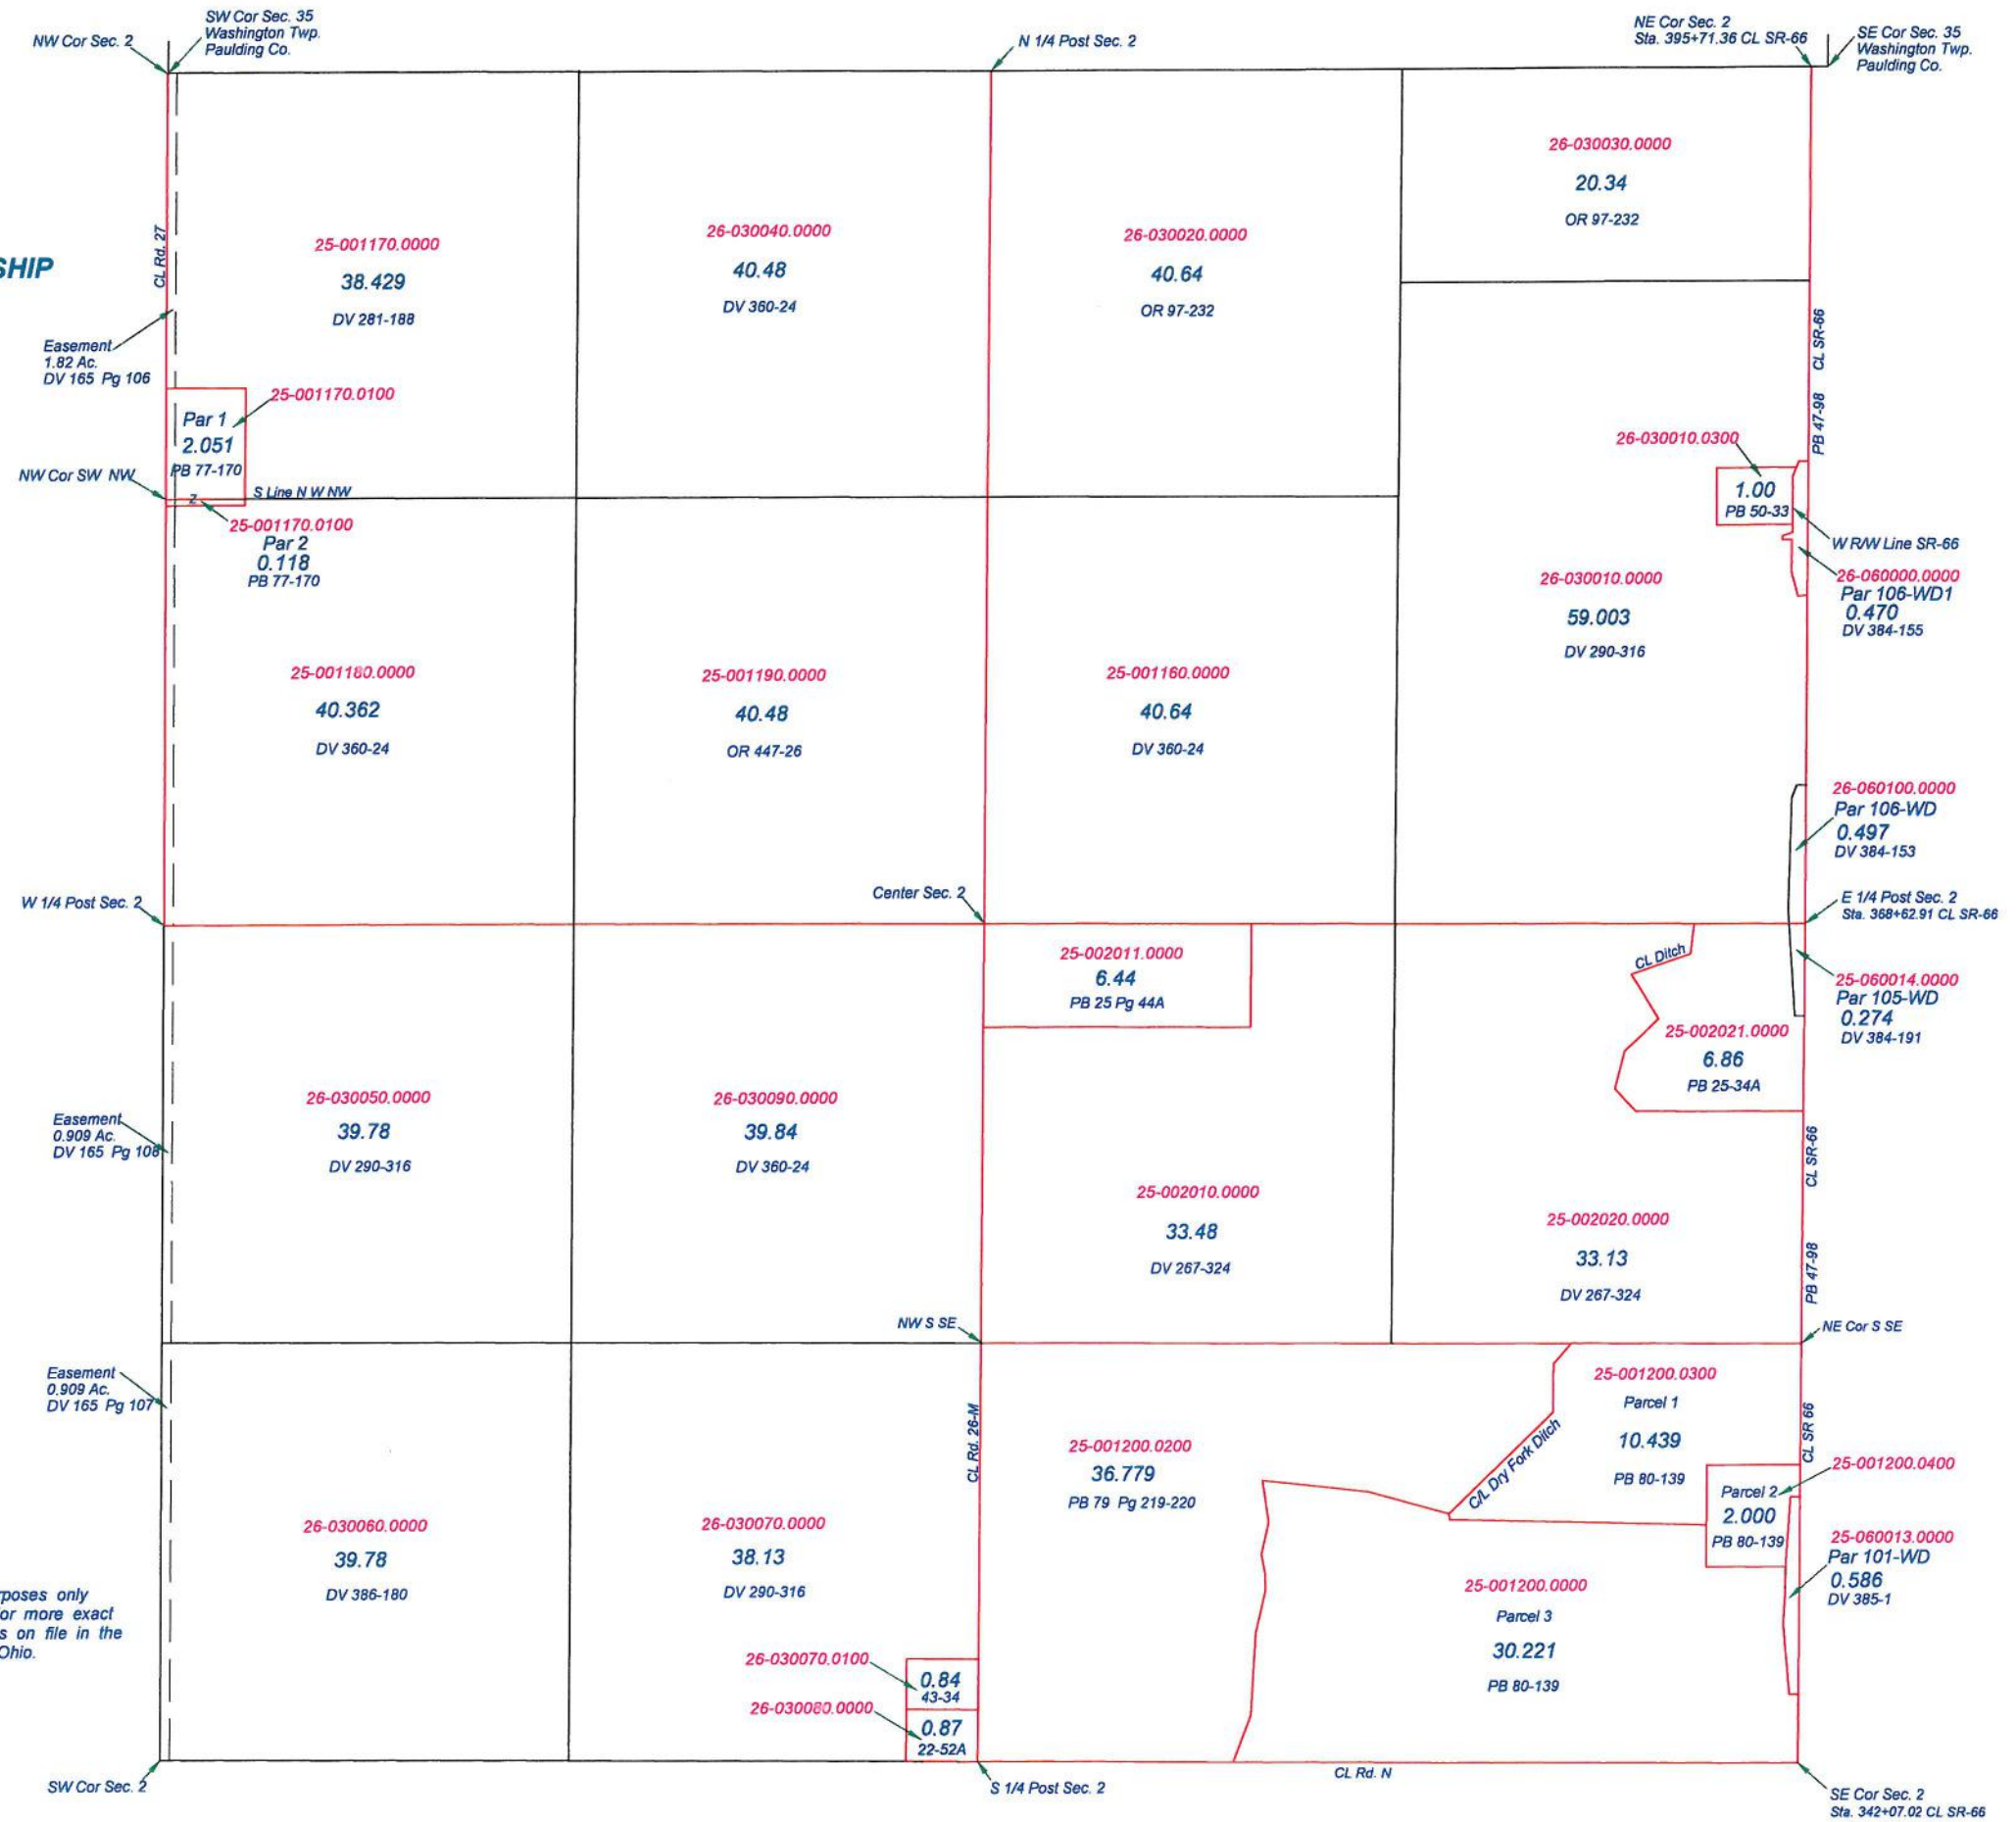 SW Cor Sec. 35
Washington Twp.
Paulding Co.
NW Cor Sec. 2
N 1/4 Post Sec. 2
NE Cor Sec. 2
Sta. 395+71.36 CL SR-66
SE Cor Sec. 35
Washington Twp.
Paulding Co.
SHIP
CL Rd. 27
25-001170.0000
38.429
DV 281-188
26-030040.0000
40.48
DV 360-24
26-030020.0000
40.64
OR 97-232
26-030030.0000
20.34
OR 97-232
Easement
1.82 Ac.
DV 165 Pg 106
25-001170.0100
Par 1
2.051
PB 77-170
NW Cor SW NW
S Line N W NW
Z
25-001170.0100
Par 2
0.118
PB 77-170
CL SR-66
PB 47-98
26-030010.0300
1.00
PB 50-33
W R/W Line SR-66
26-060000.0000
Par 106-WD1
0.470
DV 384-155
26-030010.0000
59.003
DV 290-316
25-001180.0000
40.362
DV 360-24
25-001190.0000
40.48
OR 447-26
25-001160.0000
40.64
DV 360-24
26-060100.0000
Par 106-WD
0.497
DV 384-153
W 1/4 Post Sec. 2
Center Sec. 2
E 1/4 Post Sec. 2
Sta. 368+62.91 CL SR-66
25-002011.0000
6.44
PB 25 Pg 44A
CL Ditch
25-060014.0000
Par 105-WD
0.274
DV 384-191
25-002021.0000
6.86
PB 25-34A
Easement
0.909 Ac.
DV 165 Pg 108
26-030050.0000
39.78
DV 290-316
26-030090.0000
39.84
DV 360-24
25-002010.0000
33.48
DV 267-324
25-002020.0000
33.13
DV 267-324
CL SR-66
PB 47-98
NW S SE
NE Cor S SE
Easement
0.909 Ac.
DV 165 Pg 107
CL Rd. 26-M
25-001200.0200
36.779
PB 79 Pg 219-220
C/L Dry Fork Ditch
25-001200.0300
Parcel 1
10.439
PB 80-139
CL SR 66
25-001200.0400
Parcel 2
2.000
PB 80-139
25-060013.0000
Par 101-WD
0.586
DV 385-1
26-030060.0000
39.78
DV 386-180
26-030070.0000
38.13
DV 290-316
25-001200.0000
Parcel 3
30.221
PB 80-139
rposes only
or more exact
s on file in the
Ohio.
26-030070.0100
0.84
43-34
26-030080.0000
0.87
22-52A
SW Cor Sec. 2
S 1/4 Post Sec. 2
CL Rd. N
SE Cor Sec. 2
Sta. 342+07.02 CL SR-66